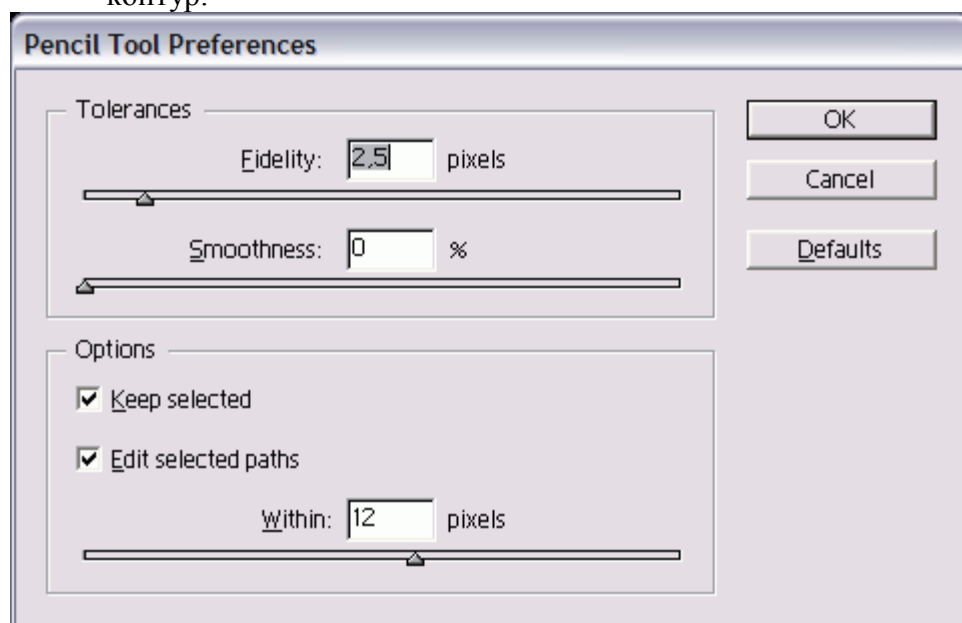 контур.
Pencil Tool Preferences
Tolerances
Fidelity: 2,5 pixels
Smoothness: 0 %
Options
Keep selected
Edit selected paths
Within: 12 pixels
OK
Cancel
Defaults